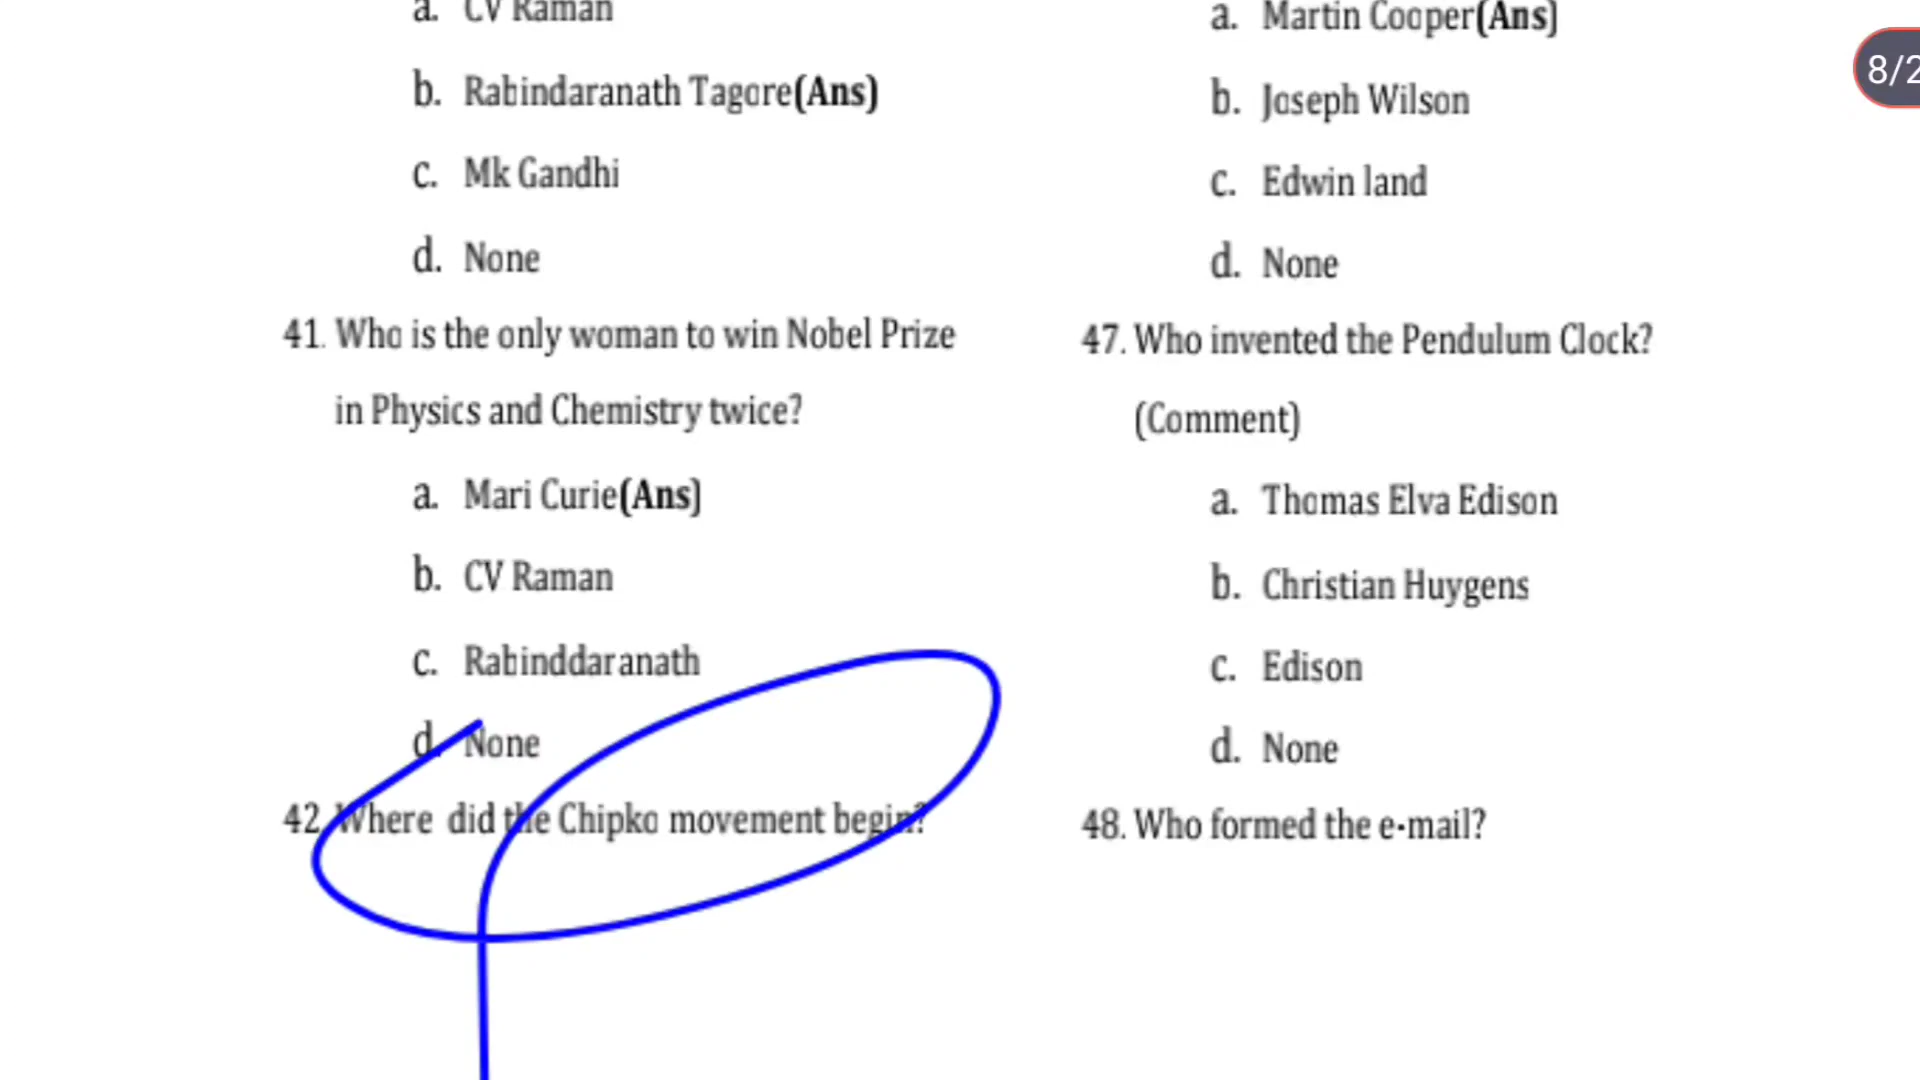 a. CV Raman
b. Rabindaranath Tagore(Ans)
c. Mk Gandhi
d. None
41. Who is the only woman to win Nobel Prize
in Physics and Chemistry twice?
a. Mari Curie(Ans)
b. CV Raman
c. Rabinddaranath
d. None
42. Where did the Chipko movement begin?
a. Martin Cooper(Ans)
b. Joseph Wilson
c. Edwin land
d. None
47. Who invented the Pendulum Clock?
(Comment)
a. Thomas Elva Edison
b. Christian Huygens
c. Edison
d. None
48. Who formed the e-mail?
8/2